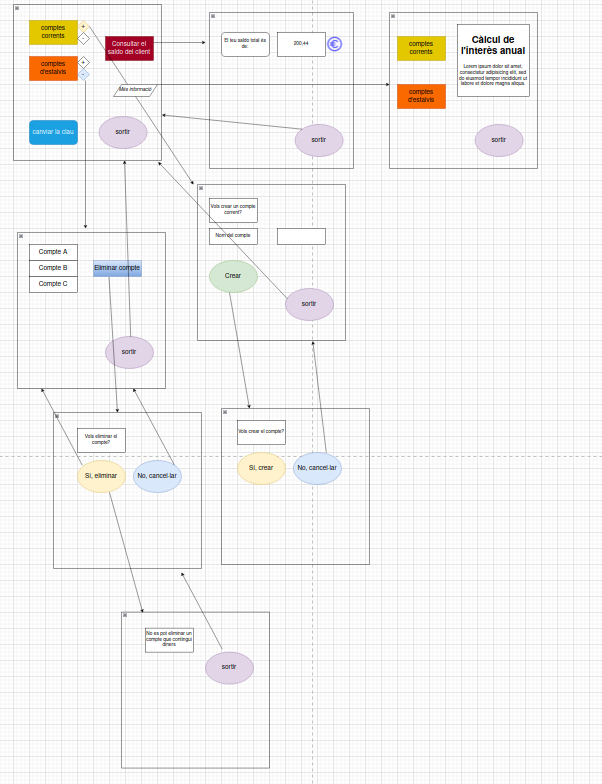 comptes
corrents
+
-
comptes
d'estalvis
+
-
Consultar el
saldo del client
Més informació
canviar la clau
sortir
El teu saldo total és
de:
200.44
€
sortir
comptes
corrents
comptes
d'estalvis
Càlcul de
l'interès anual
Lorem ipsum dolor sit amet,
consectetur adipisicing elit, sed
do eiusmod tempor incididunt ut
labore et dolore magna aliqua.
sortir
Vols crear un compte
corrent?
Nom del compte
Crear
sortir
Compte A
Compte B
Compte C
Eliminar compte
sortir
Vols eliminar el
compte?
Sí, eliminar
No, cancel·lar
Vols crear el compte?
Sí, crear
No, cancel·lar
No es pot eliminar un
compte que contingui
diners
sortir